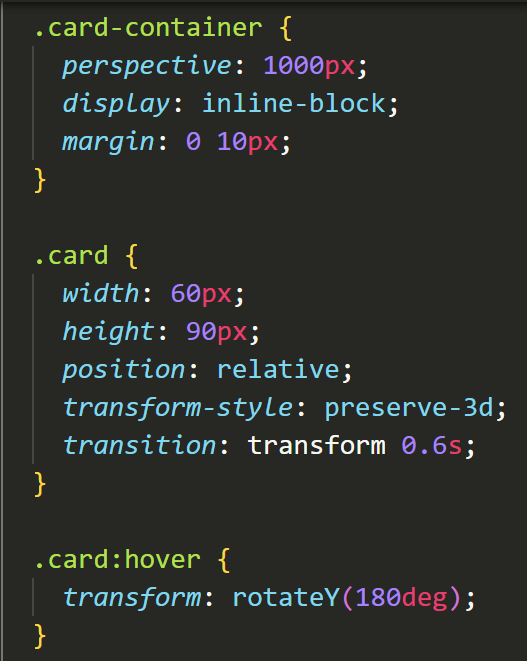 .card-container {
  perspective: 1000px;
  display: inline-block;
  margin: 0 10px;
}

.card {
  width: 60px;
  height: 90px;
  position: relative;
  transform-style: preserve-3d;
  transition: transform 0.6s;
}

.card:hover {
  transform: rotateY(180deg);
}